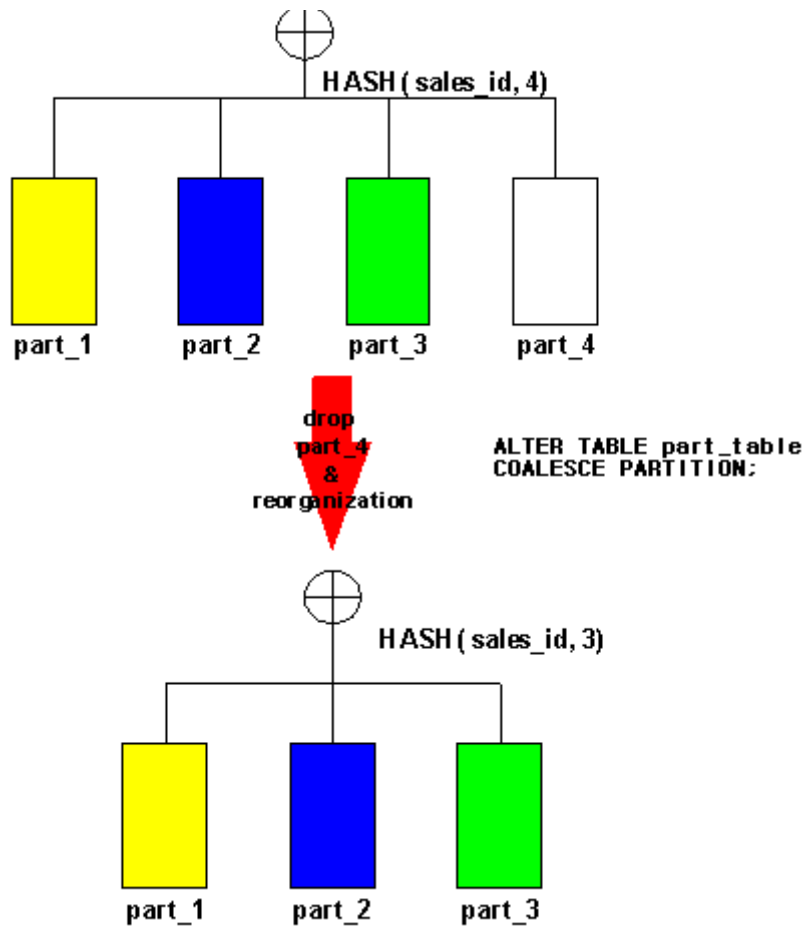 HASH( sales_id, 4)
part_1
part_2
part_3
part_4
drop
part_4
&
reorganization
ALTER TABLE part_table
COALESCE PARTITION;
HASH( sales_id, 3)
part_1
part_2
part_3